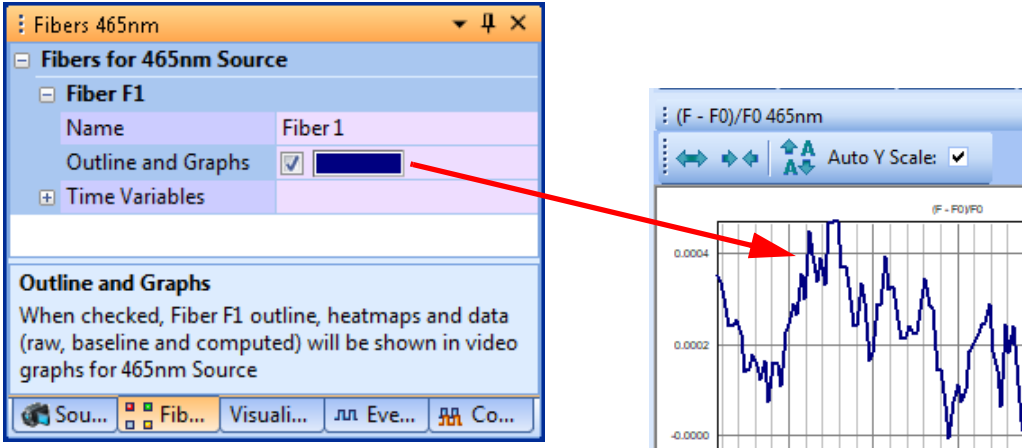 Fibers 465nm
Fibers for 465nm Source
Fiber F1
Name Fiber 1
Outline and Graphs
Time Variables
Outline and Graphs
When checked, Fiber F1 outline, heatmaps and data
(raw, baseline and computed) will be shown in video
graphs for 465nm Source
Sou... Fib... Visuali... Eve... Co...
(F - F0)/F0 465nm
A A Auto Y Scale:
(F - F0)/F0
0.0004
0.0002
-0.0000